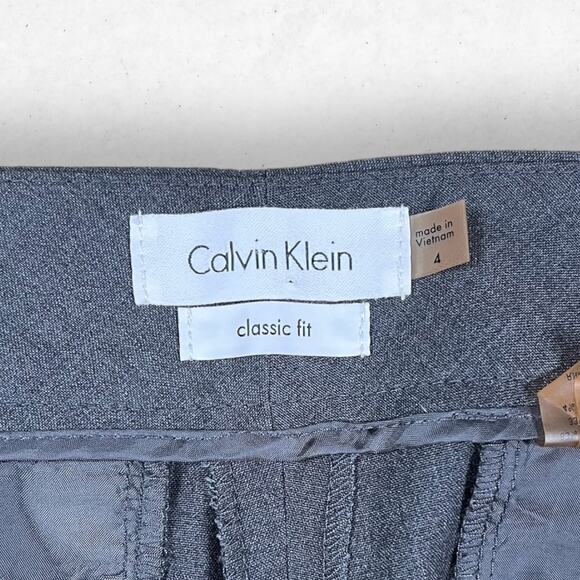 Calvin Klein
made in
Vietnam
4
classic fit